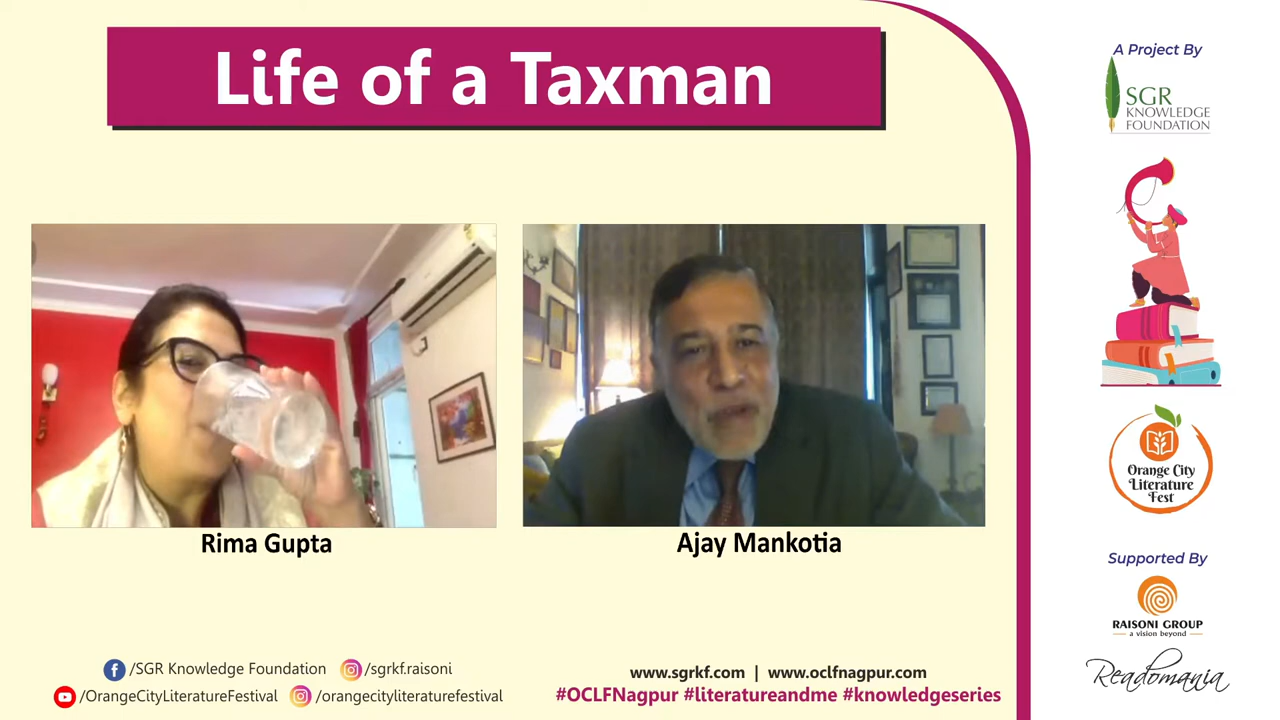 Life of a Taxman
A Project By
SGR
KNOWLEDGE
FOUNDATION
Orange City
Literature
Fest
Rima Gupta
Ajay Mankotia
Supported By
RAISONI GROUP
a vision beyond
Readomania
/SGR Knowledge Foundation /sgrkf.raisoni
/OrangeCityLiteratureFestival /orangecityliteraturefestival
www.sgrkf.com | www.oclfnagpur.com
#OCLFNagpur #literatureandme #knowledgeseries